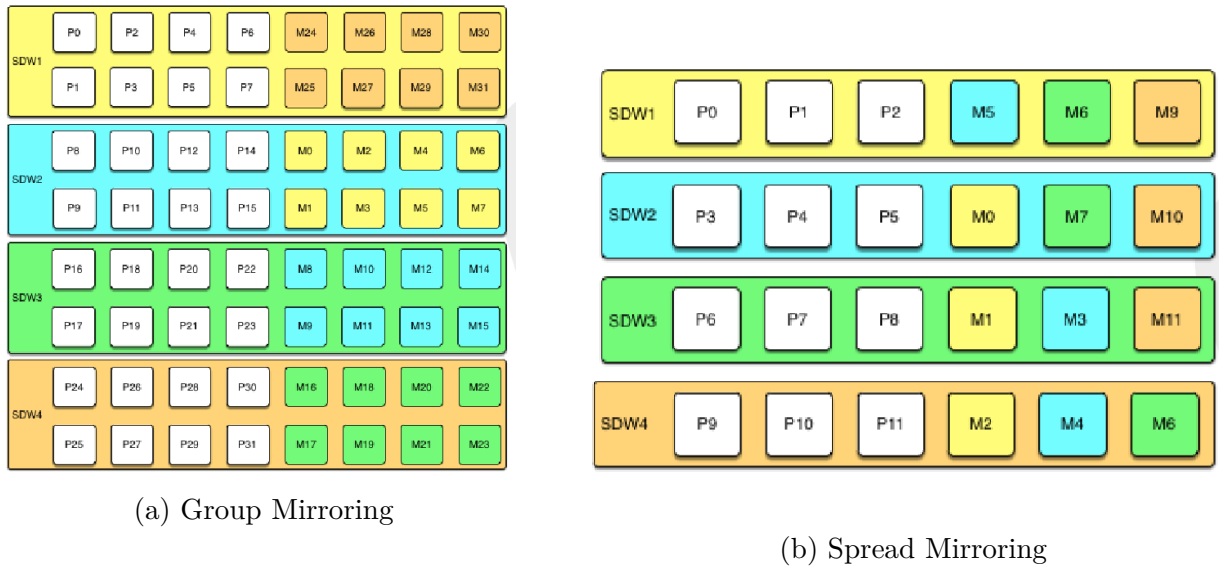 P0 P2 P4 P6 M24 M26 M28 M30
SDW1
P1 P3 P5 P7 M25 M27 M29 M31
P8 P10 P12 P14 M0 M2 M4 M6
SDW2
P9 P11 P13 P15 M1 M3 M5 M7
P16 P18 P20 P22 M8 M10 M12 M14
SDW3
P17 P19 P21 P23 M9 M11 M13 M15
P24 P26 P28 P30 M16 M18 M20 M22
SDW4
P25 P27 P29 P31 M17 M19 M21 M23
(a) Group Mirroring
SDW1 P0 P1 P2 M5 M6 M9
SDW2 P3 P4 P5 M0 M7 M10
SDW3 P6 P7 P8 M1 M3 M11
SDW4 P9 P10 P11 M2 M4 M6
(b) Spread Mirroring